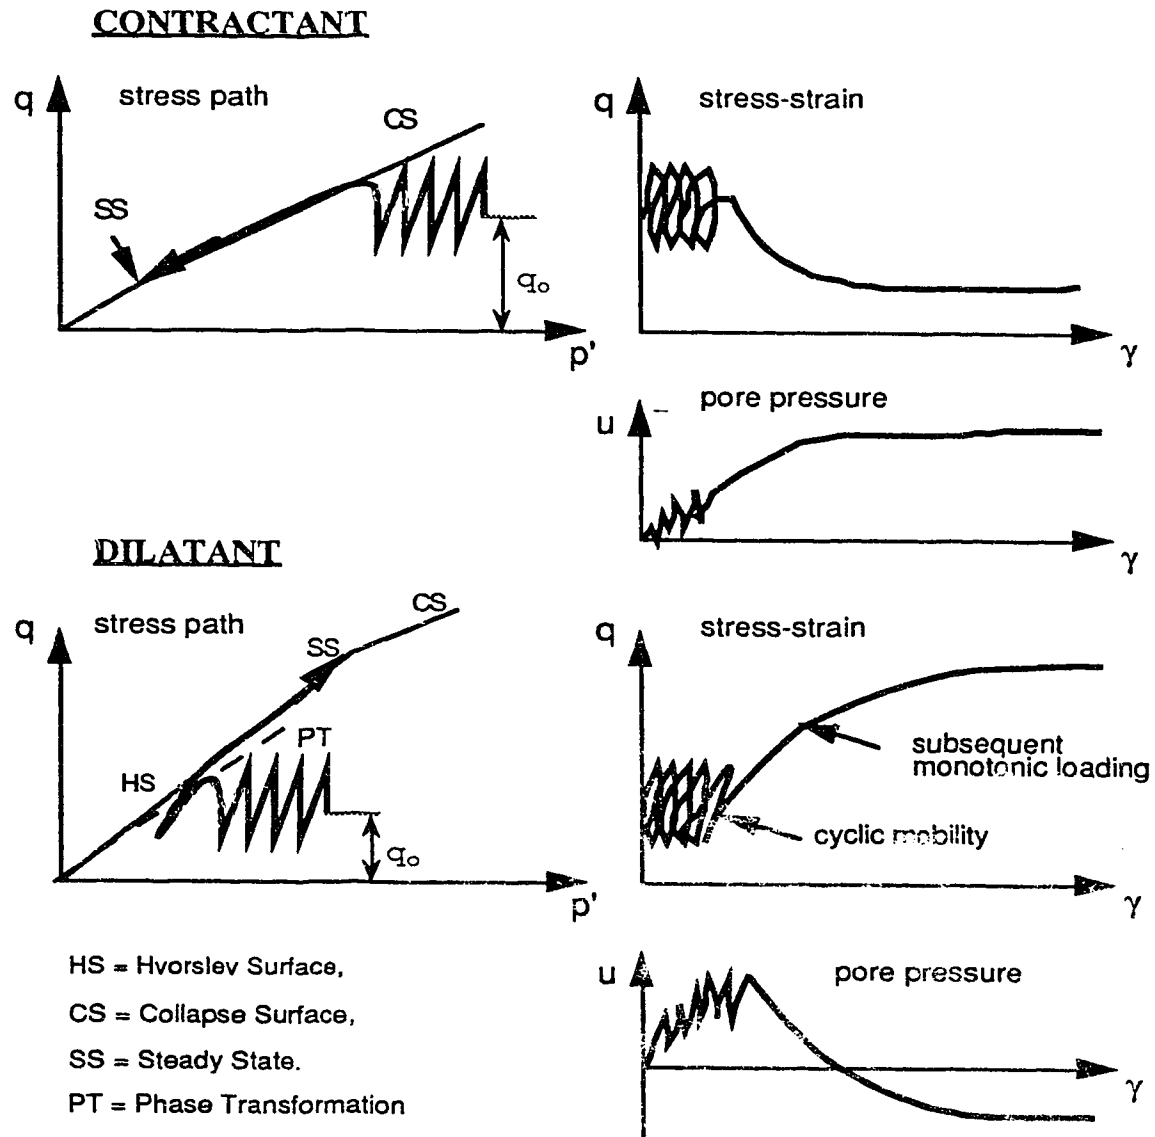 CONTRACTANT
q
stress path
CS
SS
qo
p'
q
stress-strain
γ
u
pore pressure
γ
DILATANT
q
stress path
CS
SS
PT
HS
qo
p'
q
stress-strain
subsequent
monotonic loading
cyclic mobility
γ
HS = Hvorslev Surface,
CS = Collapse Surface,
SS = Steady State.
PT = Phase Transformation
u
pore pressure
γ